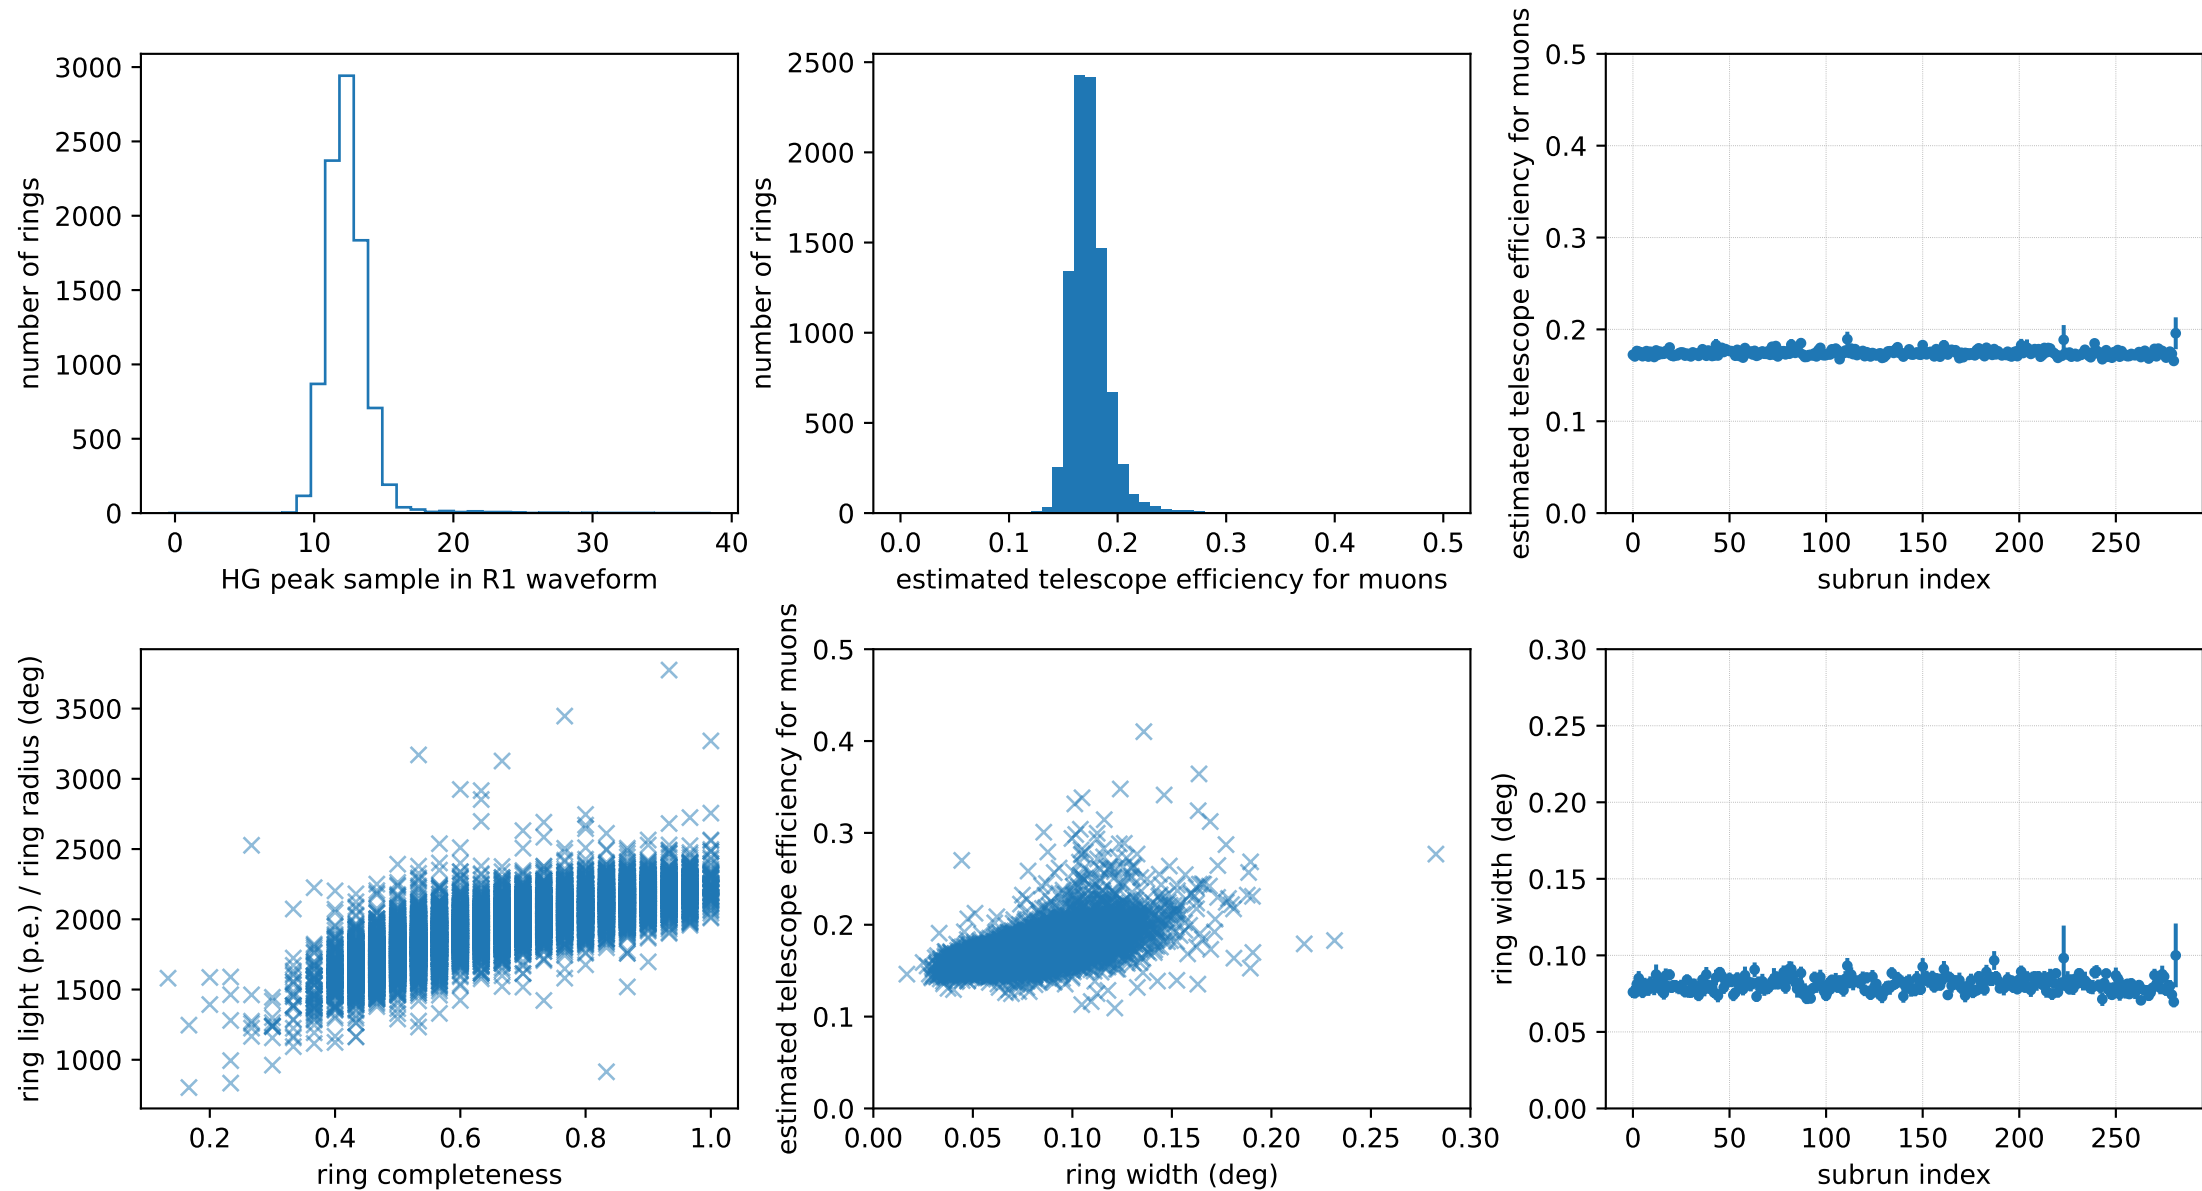 number of rings
3000
2500
2000
1500
1000
500
0
0 10 20 30 40
HG peak sample in R1 waveform
number of rings
2500
2000
1500
1000
500
0
0.0 0.1 0.2 0.3 0.4 0.5
estimated telescope efficiency for muons
estimated telescope efficiency for muons
0.5
0.4
0.3
0.2
0.1
0.0
0 50 100 150 200 250
subrun index
ring light (p.e.) / ring radius (deg)
3500
3000
2500
2000
1500
1000
0.2 0.4 0.6 0.8 1.0
ring completeness
estimated telescope efficiency for muons
0.5
0.4
0.3
0.2
0.1
0.0
0.00 0.05 0.10 0.15 0.20 0.25 0.30
ring width (deg)
ring width (deg)
0.30
0.25
0.20
0.15
0.10
0.05
0.00
0 50 100 150 200 250
subrun index